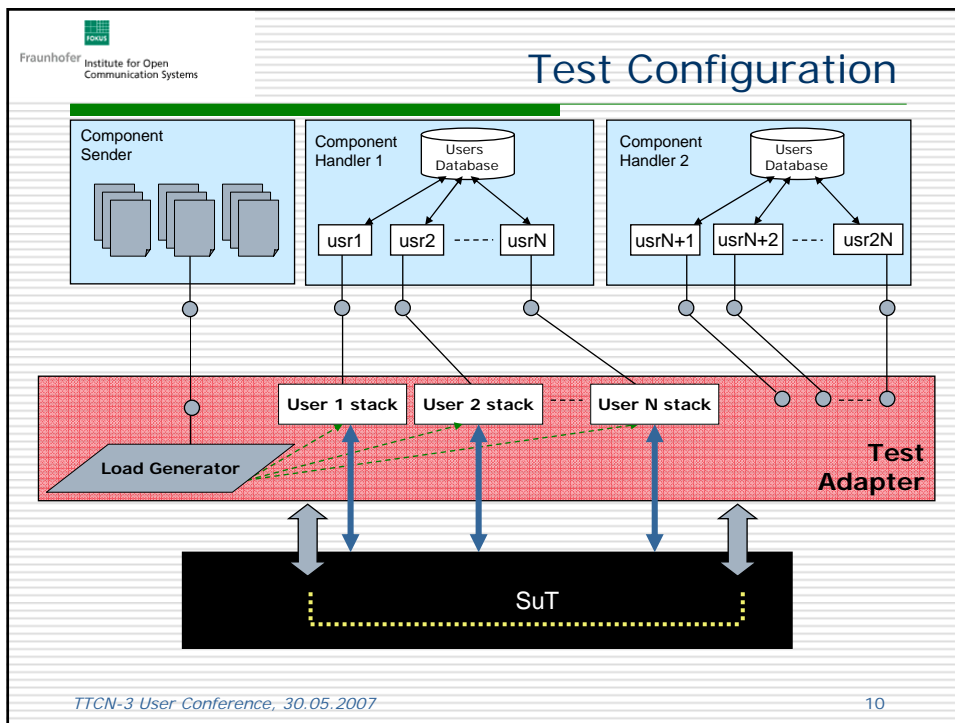 FOKUS
Fraunhofer
Institute for Open
Communication Systems
Test Configuration
Component
Sender
Component
Handler 1
Users
Database
usr1
usr2
usrN
Component
Handler 2
Users
Database
usrN+1
usrN+2
usr2N
User 1 stack
User 2 stack
User N stack
Load Generator
Test
Adapter
SuT
TTCN-3 User Conference, 30.05.2007
10